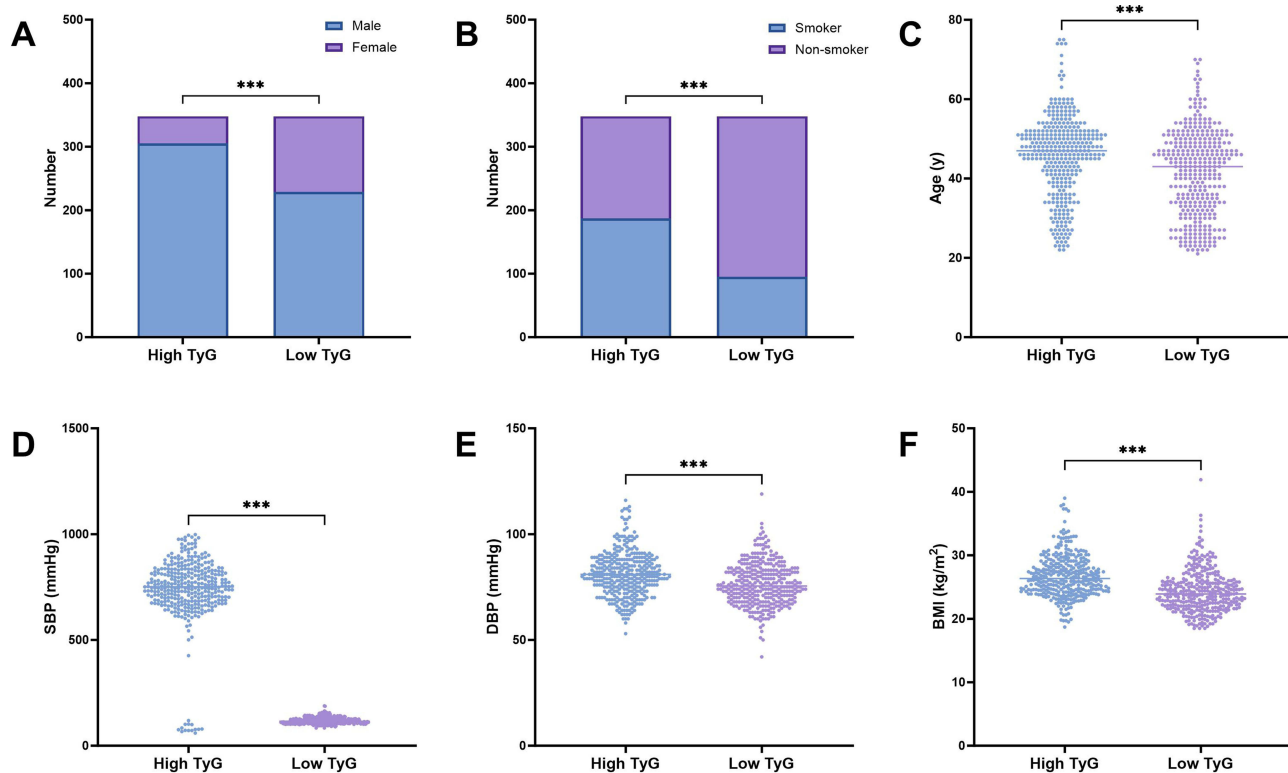 A
Number
500
400
300
200
100
0
***
Male
Female
High TyG
Low TyG
B
Number
500
400
300
200
100
0
***
Smoker
Non-smoker
High TyG
Low TyG
C
Age (y)
80
60
40
20
0
***
High TyG
Low TyG
D
SBP (mmHg)
1500
1000
500
0
***
High TyG
Low TyG
E
DBP (mmHg)
150
100
50
0
***
High TyG
Low TyG
F
BMI (kg/m²)
50
40
30
20
10
0
***
High TyG
Low TyG